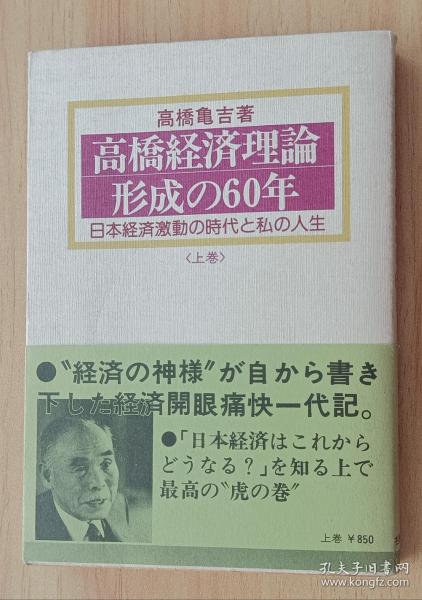 高橋亀吉著
高橋経済理論
形成の60年
日本経済激動の時代と私の人生
〈上巻〉
●〝経済の神様〟が自から書き
下した経済開眼痛快一代記。
●「日本経済はこれから
どうなる？」を知る上で
最高の〝虎の巻〟
上巻 ￥850
孔夫子旧书网
www.kongfz.com